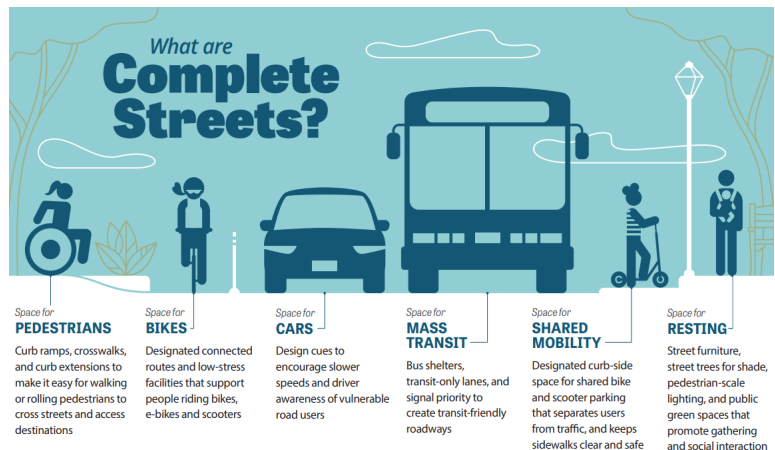 What are
Complete
Streets?
Space for
PEDESTRIANS
Curb ramps, crosswalks,
and curb extensions to
make it easy for walking
or rolling pedestrians to
cross streets and access
destinations
Space for
BIKES
Designated connected
routes and low-stress
facilities that support
people riding bikes,
e-bikes and scooters
Space for
CARS
Design cues to
encourage slower
speeds and driver
awareness of vulnerable
road users
Space for
MASS
TRANSIT
Bus shelters,
transit-only lanes, and
signal priority to
create transit-friendly
roadways
Space for
SHARED
MOBILITY
Designated curb-side
space for shared bike
and scooter parking
that separates users
from traffic, and keeps
sidewalks clear and safe
Space for
RESTING
Street furniture,
street trees for shade,
pedestrian-scale
lighting, and public
green spaces that
promote gathering
and social interaction